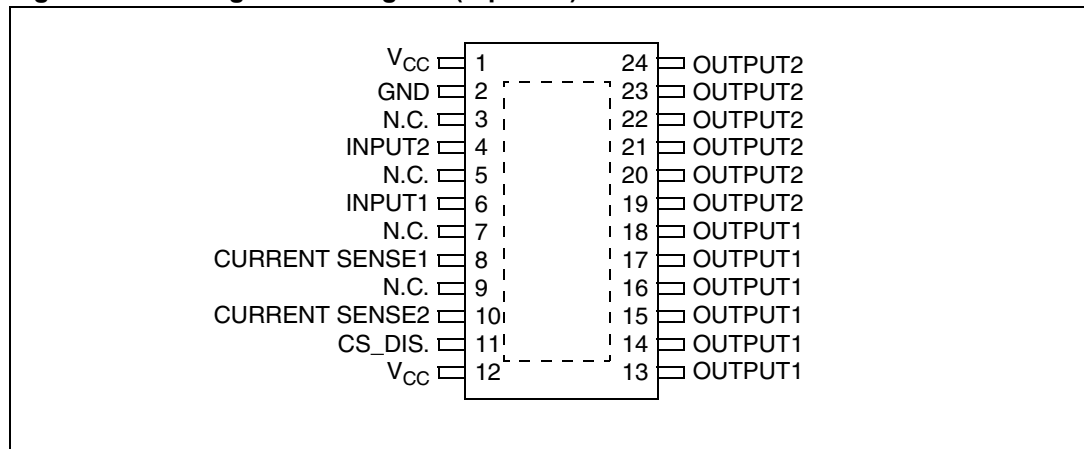 VCC 1 24 OUTPUT2
GND 2 23 OUTPUT2
N.C. 3 22 OUTPUT2
INPUT2 4 21 OUTPUT2
N.C. 5 20 OUTPUT2
INPUT1 6 19 OUTPUT2
N.C. 7 18 OUTPUT1
CURRENT SENSE1 8 17 OUTPUT1
N.C. 9 16 OUTPUT1
CURRENT SENSE2 10 15 OUTPUT1
CS_DIS. 11 14 OUTPUT1
VCC 12 13 OUTPUT1